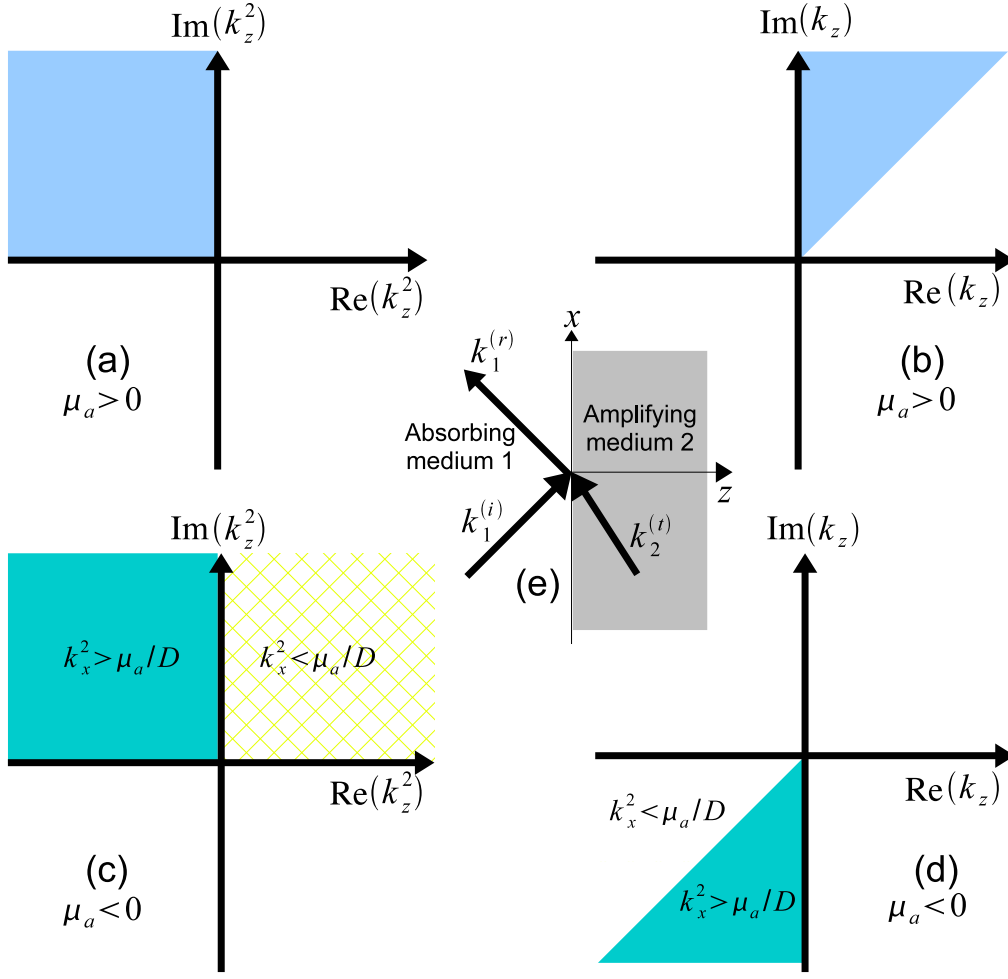 Im(k_z^2)
Re(k_z^2)
(a)
μ_a>0
Im(k_z)
Re(k_z)
(b)
μ_a>0
x
k_1^(r)
Absorbing
medium 1
Amplifying
medium 2
z
k_1^(i)
k_2^(t)
(e)
Im(k_z^2)
k_x^2>μ_a/D
k_x^2<μ_a/D
Re(k_z^2)
(c)
μ_a<0
Im(k_z)
Re(k_z)
k_x^2<μ_a/D
k_x^2>μ_a/D
(d)
μ_a<0